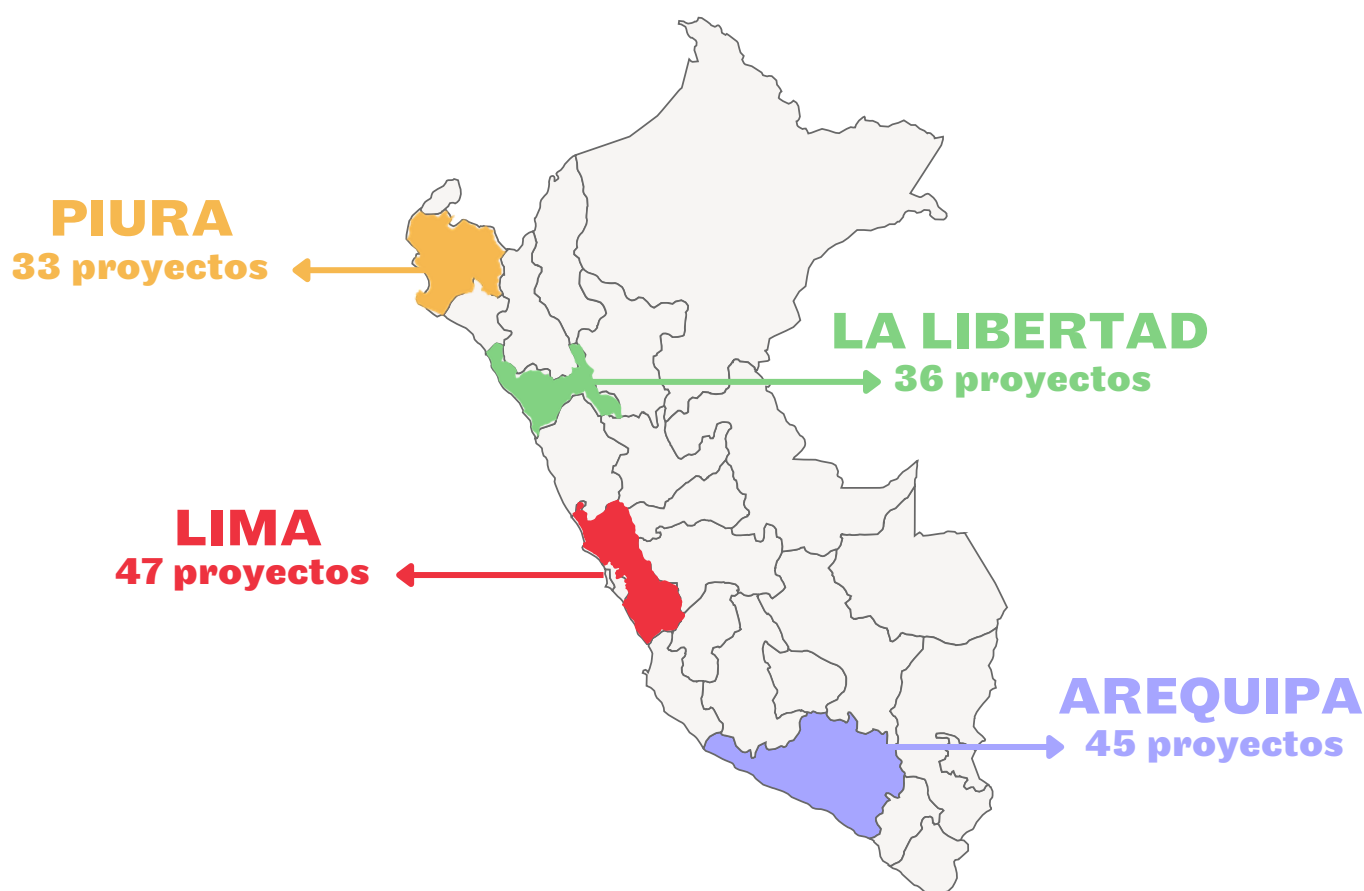 PIURA
33 proyectos
LA LIBERTAD
36 proyectos
LIMA
47 proyectos
AREQUIPA
45 proyectos